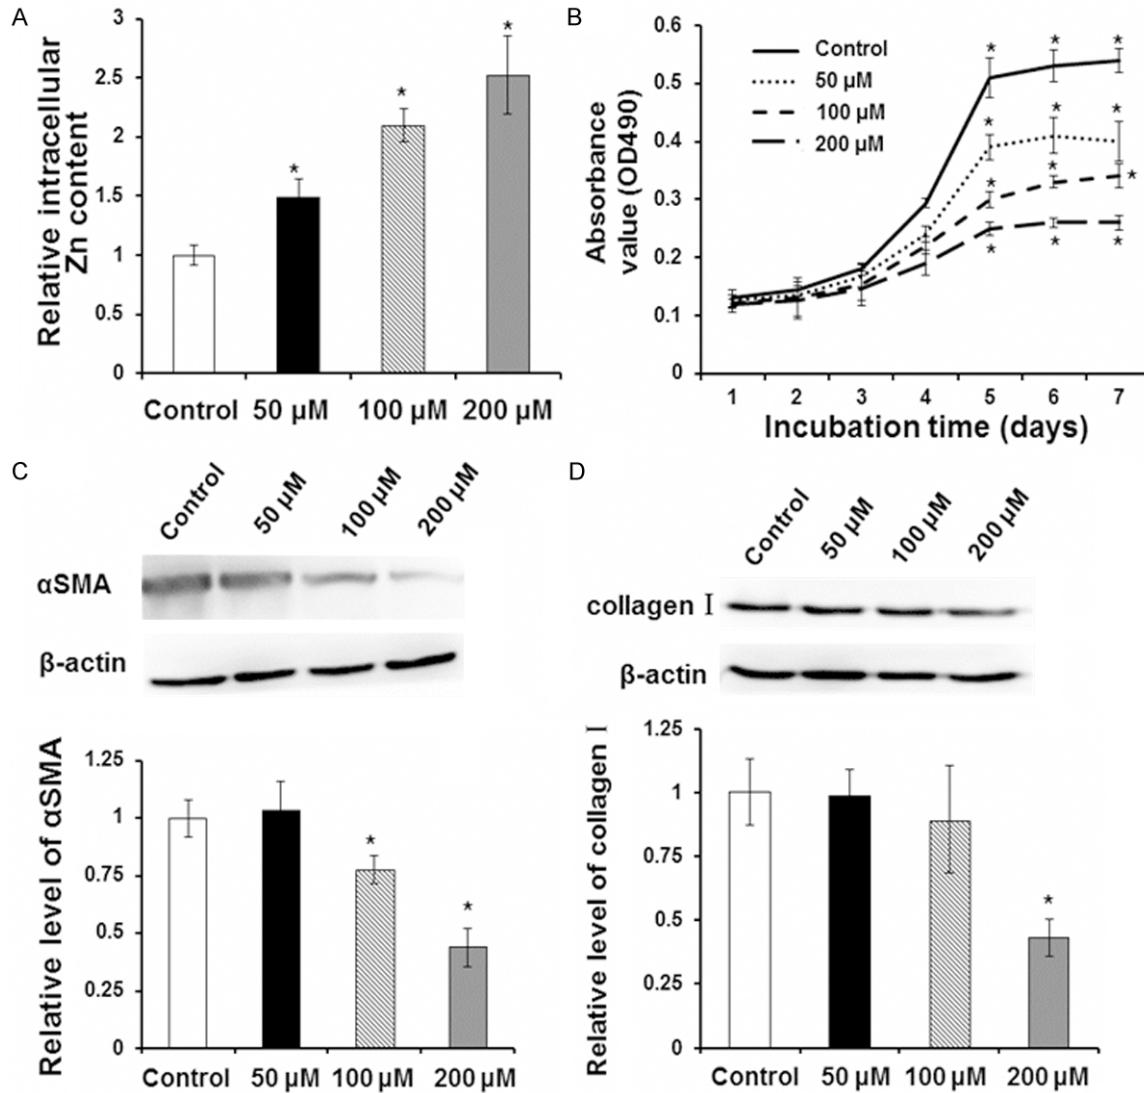 A
Relative intracellular
Zn content
3
2.5
2
1.5
1
0.5
0
*
*
*
Control 50 µM 100 µM 200 µM
B
Absorbance
value (OD490)
0.6
0.5
0.4
0.3
0.2
0.1
0
Control
50 µM
100 µM
200 µM
* * *
* * *
* * *
* * *
1 2 3 4 5 6 7
Incubation time (days)
C
Control 50 µM 100 µM 200 µM
αSMA
β-actin
Relative level of αSMA
1.25
1
0.75
0.5
0.25
0
*
*
Control 50 µM 100 µM 200 µM
D
Control 50 µM 100 µM 200 µM
collagen Ⅰ
β-actin
Relative level of collagen Ⅰ
1.25
1
0.75
0.5
0.25
0
*
Control 50 µM 100 µM 200 µM